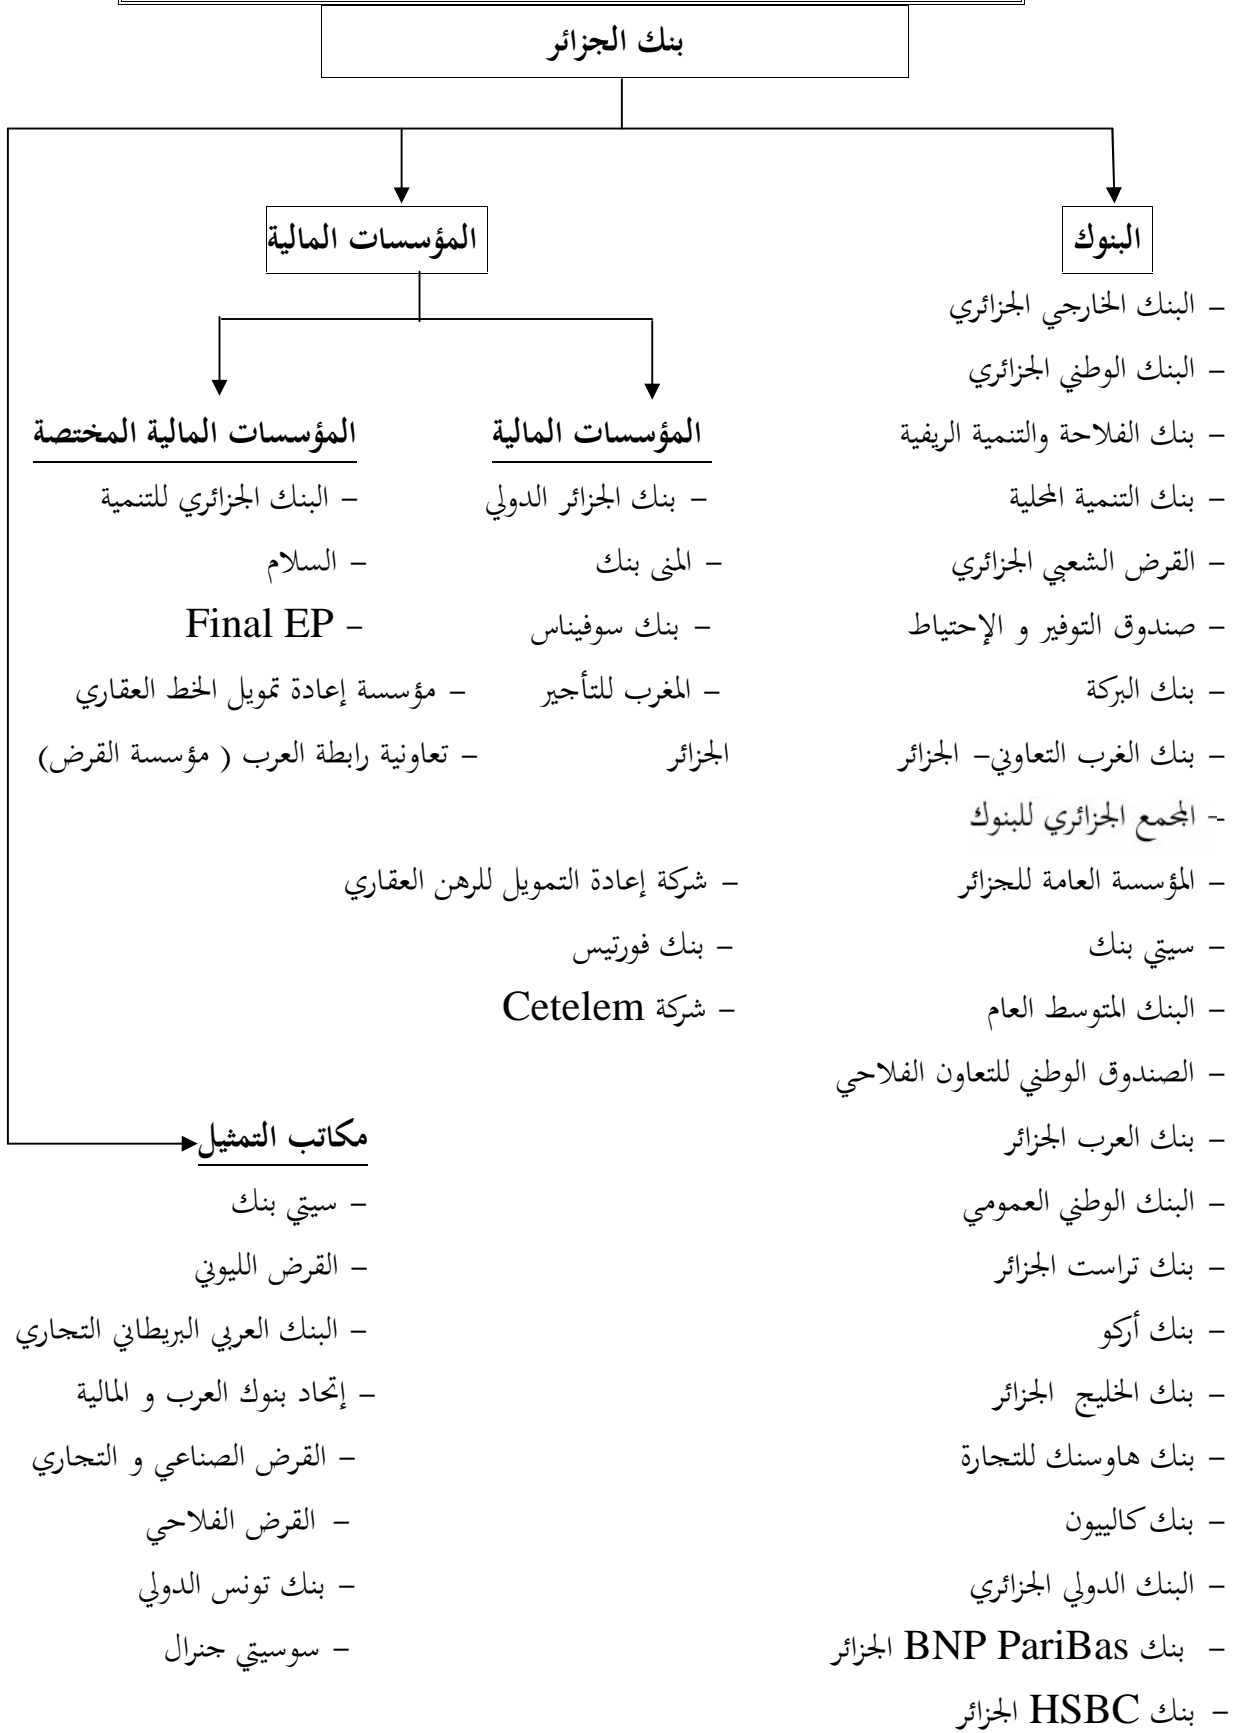 بنك الجزائر
البنوك
– البنك الخارجي الجزائري
– البنك الوطني الجزائري
– بنك الفلاحة والتنمية الريفية
– بنك التنمية المحلية
– القرض الشعبي الجزائري
– صندوق التوفير و الإحتياط
– بنك البركة
– بنك الغرب التعاوني– الجزائر
- المجمع الجزائري للبنوك
– المؤسسة العامة للجزائر
– سيتي بنك
– البنك المتوسط العام
– الصندوق الوطني للتعاون الفلاحي
– بنك العرب الجزائر
– البنك الوطني العمومي
– بنك تراست الجزائر
– بنك أركو
– بنك الخليج الجزائر
– بنك هاوسنك للتجارة
– بنك كالييون
– البنك الدولي الجزائري
– بنك BNP PariBas الجزائر
– بنك HSBC الجزائر
المؤسسات المالية
المؤسسات المالية
– بنك الجزائر الدولي
– المنى بنك
– بنك سوفيناس
– المغرب للتأجير
الجزائر
– شركة إعادة التمويل للرهن العقاري
– بنك فورتيس
– شركة Cetelem
المؤسسات المالية المختصة
– البنك الجزائري للتنمية
– السلام
– Final EP
– مؤسسة إعادة تمويل الخط العقاري
– تعاونية رابطة العرب ( مؤسسة القرض)
مكاتب التمثيل
– سيتي بنك
– القرض الليوني
– البنك العربي البريطاني التجاري
– إتحاد بنوك العرب و المالية
– القرض الصناعي و التجاري
– القرض الفلاحي
– بنك تونس الدولي
– سوسيتي جنرال